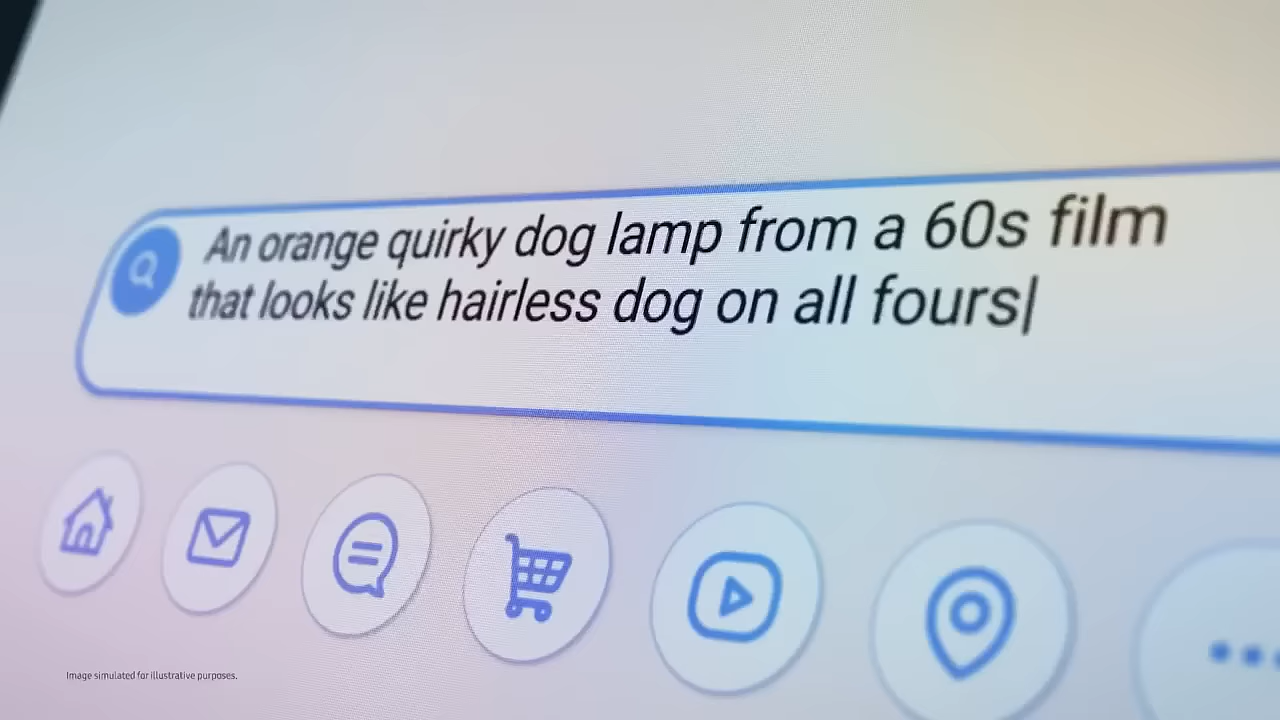 An orange quirky dog lamp from a 60s film
that looks like hairless dog on all fours
Image simulated for illustrative purposes.